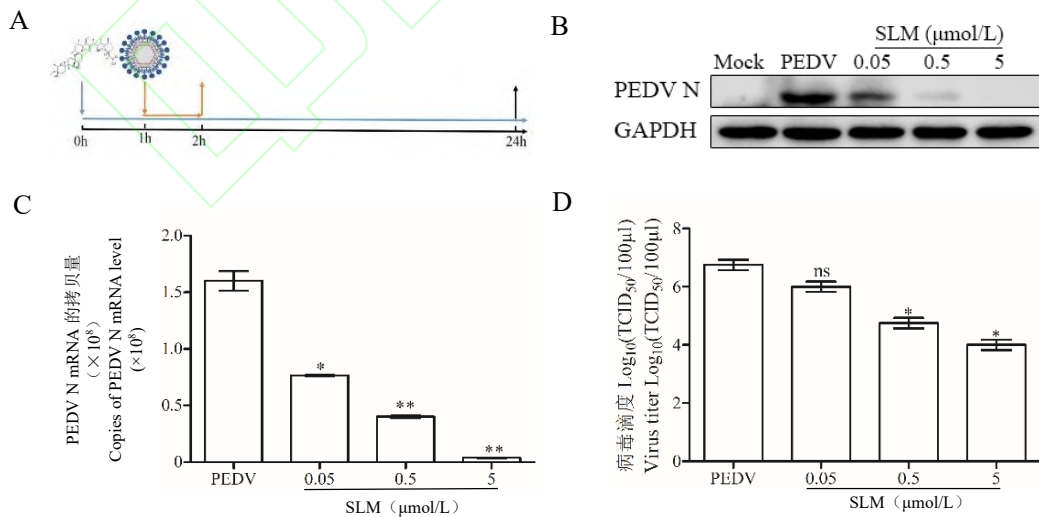 A
0h
1h
2h
24h
B
SLM (μmol/L)
Mock PEDV 0.05 0.5 5
PEDV N
GAPDH
C
PEDV N mRNA 的拷贝量
（×10⁸）
Copies of PEDV N mRNA level
(×10⁸)
2.0
1.5
1.0
0.5
0
*
**
**
PEDV 0.05 0.5 5
SLM（μmol/L）
D
病毒滴度 Log₁₀(TCID₅₀/100μl)
Virus titer Log₁₀(TCID₅₀/100μl)
8
6
4
2
0
ns
*
*
PEDV 0.05 0.5 5
SLM（μmol/L）